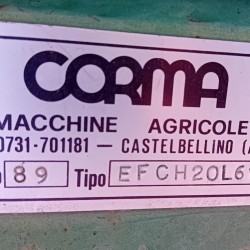 CORMA
MACCHINE AGRICOLE
0731-701181 — CASTELBELLINO (A
89 Tipo EFCH20L6